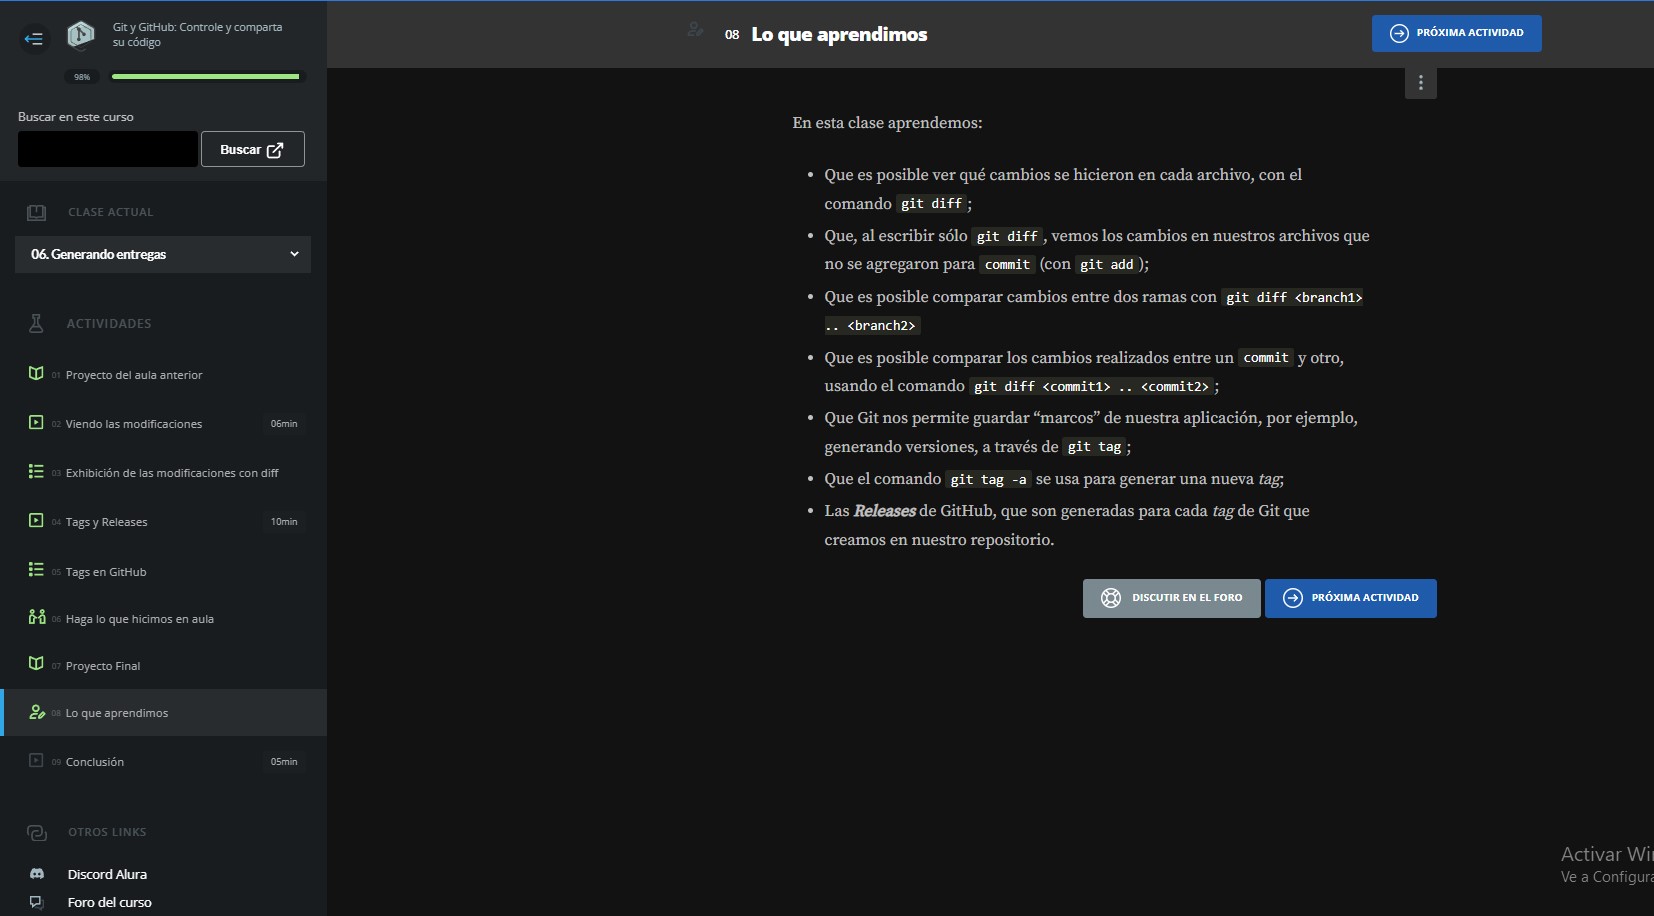 Git y GitHub: Controle y comparta
su código
98%
Buscar en este curso
Buscar
CLASE ACTUAL
06. Generando entregas
ACTIVIDADES
01 Proyecto del aula anterior
02 Viendo las modificaciones 06min
03 Exhibición de las modificaciones con diff
04 Tags y Releases 10min
05 Tags en GitHub
06 Haga lo que hicimos en aula
07 Proyecto Final
08 Lo que aprendimos
09 Conclusión 05min
OTROS LINKS
Discord Alura
Foro del curso
08 Lo que aprendimos
PRÓXIMA ACTIVIDAD
En esta clase aprendemos:
• Que es posible ver qué cambios se hicieron en cada archivo, con el
comando git diff;
• Que, al escribir sólo git diff, vemos los cambios en nuestros archivos que
no se agregaron para commit (con git add);
• Que es posible comparar cambios entre dos ramas con git diff <branch1>
.. <branch2>
• Que es posible comparar los cambios realizados entre un commit y otro,
usando el comando git diff <commit1> .. <commit2>;
• Que Git nos permite guardar “marcos” de nuestra aplicación, por ejemplo,
generando versiones, a través de git tag;
• Que el comando git tag -a se usa para generar una nueva tag;
• Las Releases de GitHub, que son generadas para cada tag de Git que
creamos en nuestro repositorio.
DISCUTIR EN EL FORO
PRÓXIMA ACTIVIDAD
Activar Wi
Ve a Configura